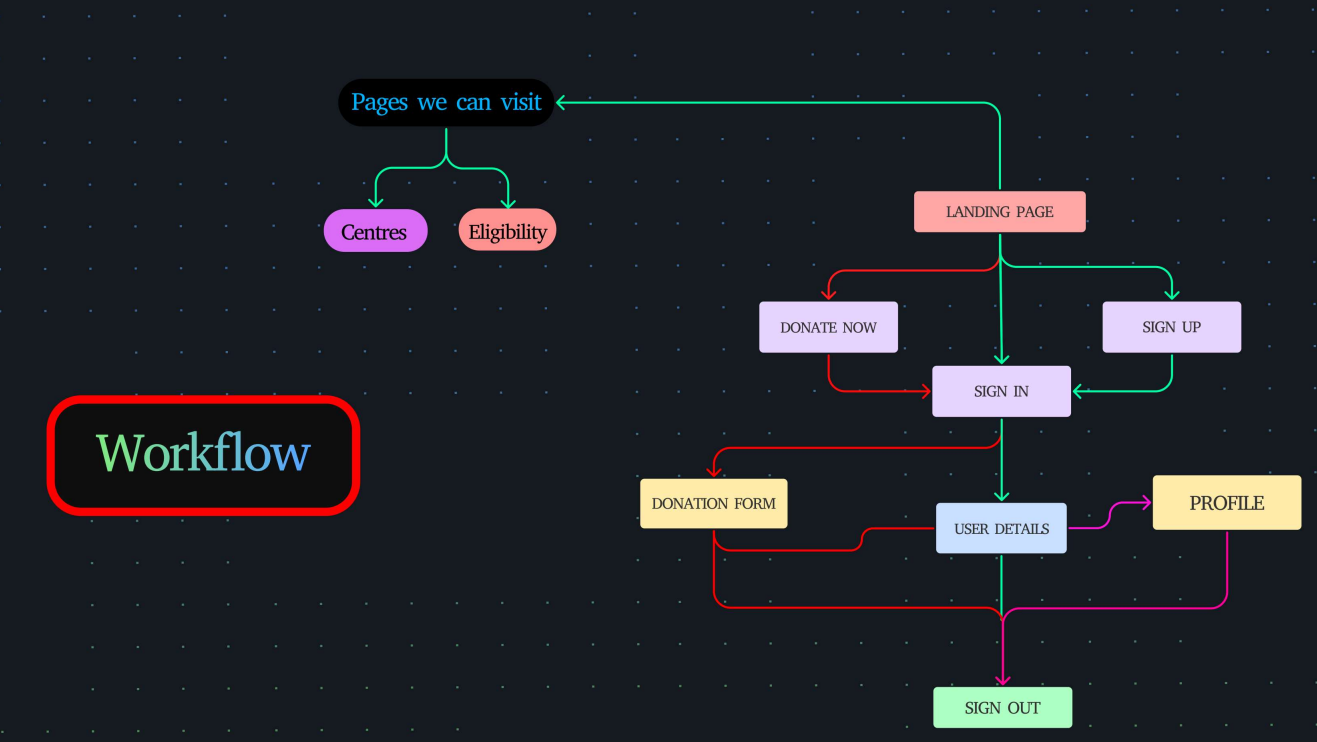 Pages we can visit
LANDING PAGE
Centres
Eligibility
DONATE NOW
SIGN UP
SIGN IN
Workflow
DONATION FORM
USER DETAILS
PROFILE
SIGN OUT